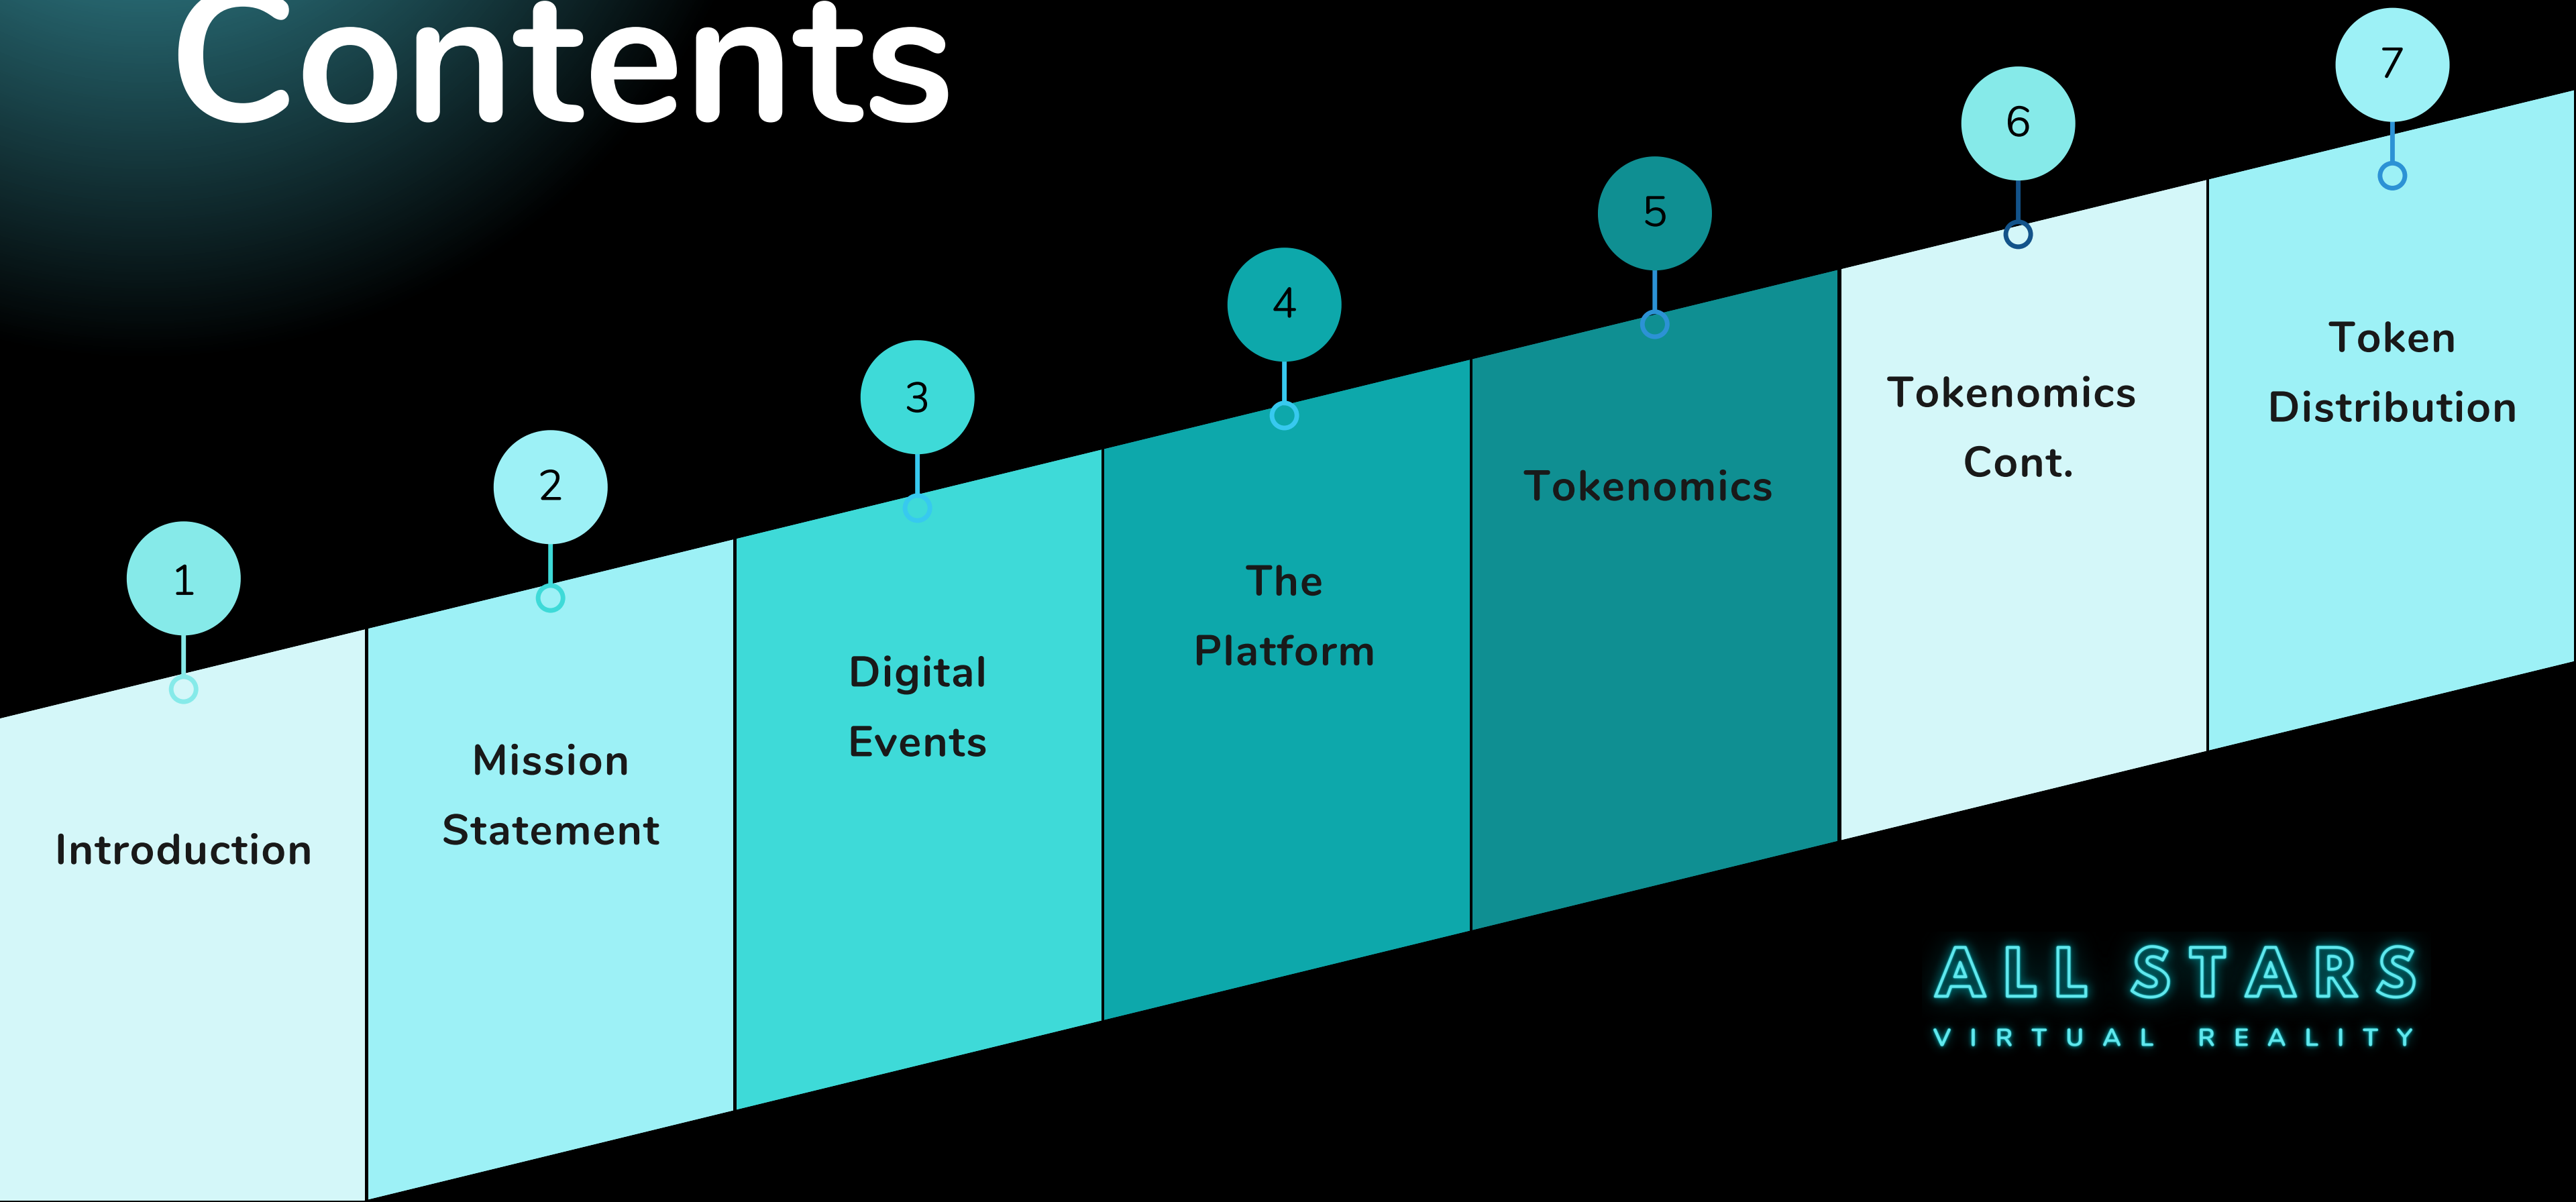 Contents
1
Introduction
2
Mission
Statement
3
Digital
Events
4
The
Platform
5
Tokenomics
6
Tokenomics
Cont.
7
Token
Distribution
ALL STARS
VIRTUAL REALITY